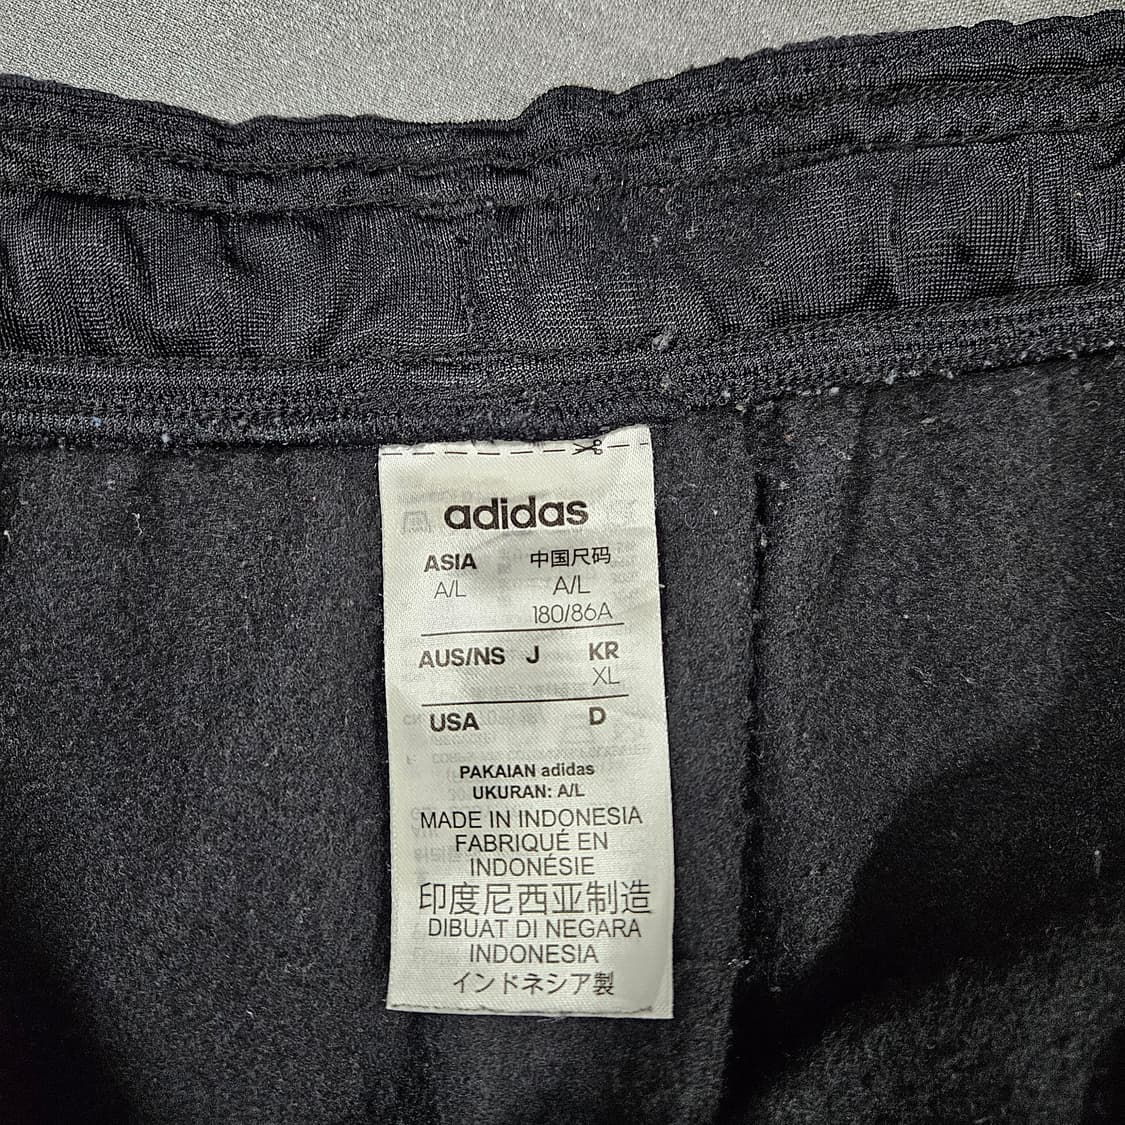 adidas
ASIA 中国尺码
A/L A/L
180/86A
AUS/NS J KR
XL
USA D
PAKAIAN adidas
UKURAN: A/L
MADE IN INDONESIA
FABRIQUÉ EN
INDONÉSIE
印度尼西亚制造
DIBUAT DI NEGARA
INDONESIA
インドネシア製